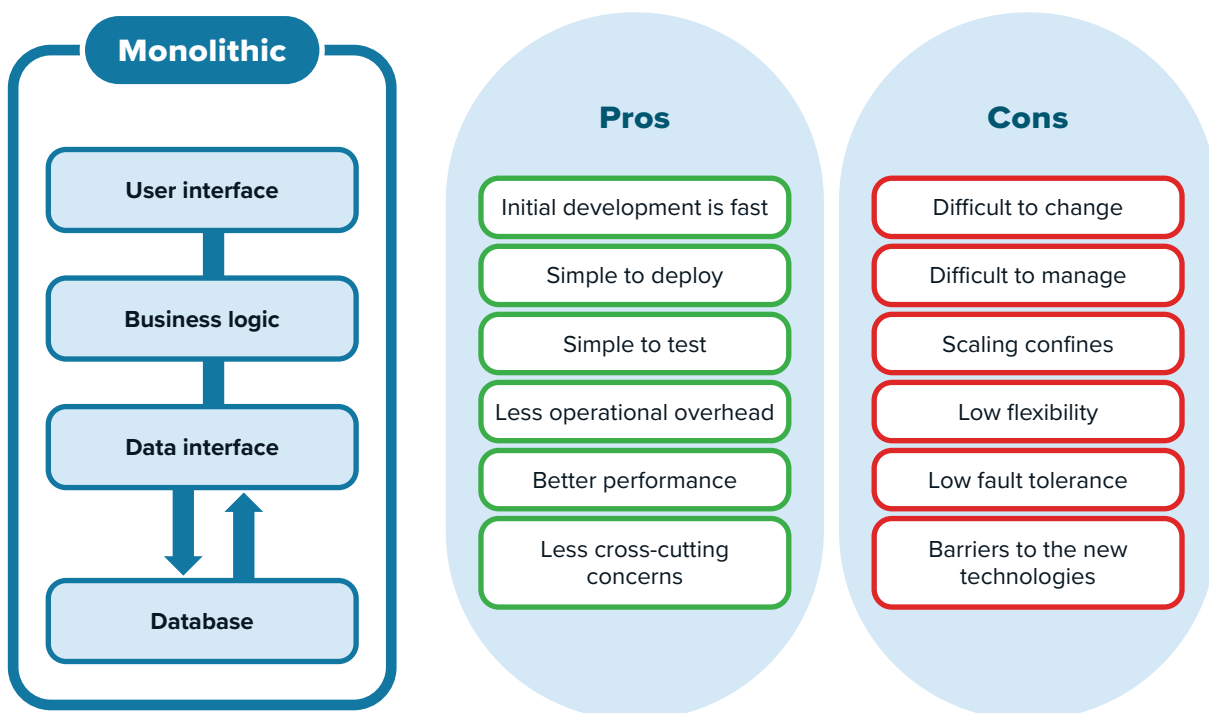 Monolithic
User interface
Business logic
Data interface
Database
Pros
Initial development is fast
Simple to deploy
Simple to test
Less operational overhead
Better performance
Less cross-cutting
concerns
Cons
Difficult to change
Difficult to manage
Scaling confines
Low flexibility
Low fault tolerance
Barriers to the new
technologies